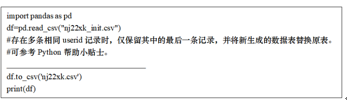 import pandas as pd
df=pd.read_csv("nj22xk_init.csv")
#存在多条相同 userid 记录时，仅保留其中的最后一条记录，并将新生成的数据表替换原表。
#可参考 Python 帮助小贴士。
df.to_csv('nj22xk.csv')
print(df)